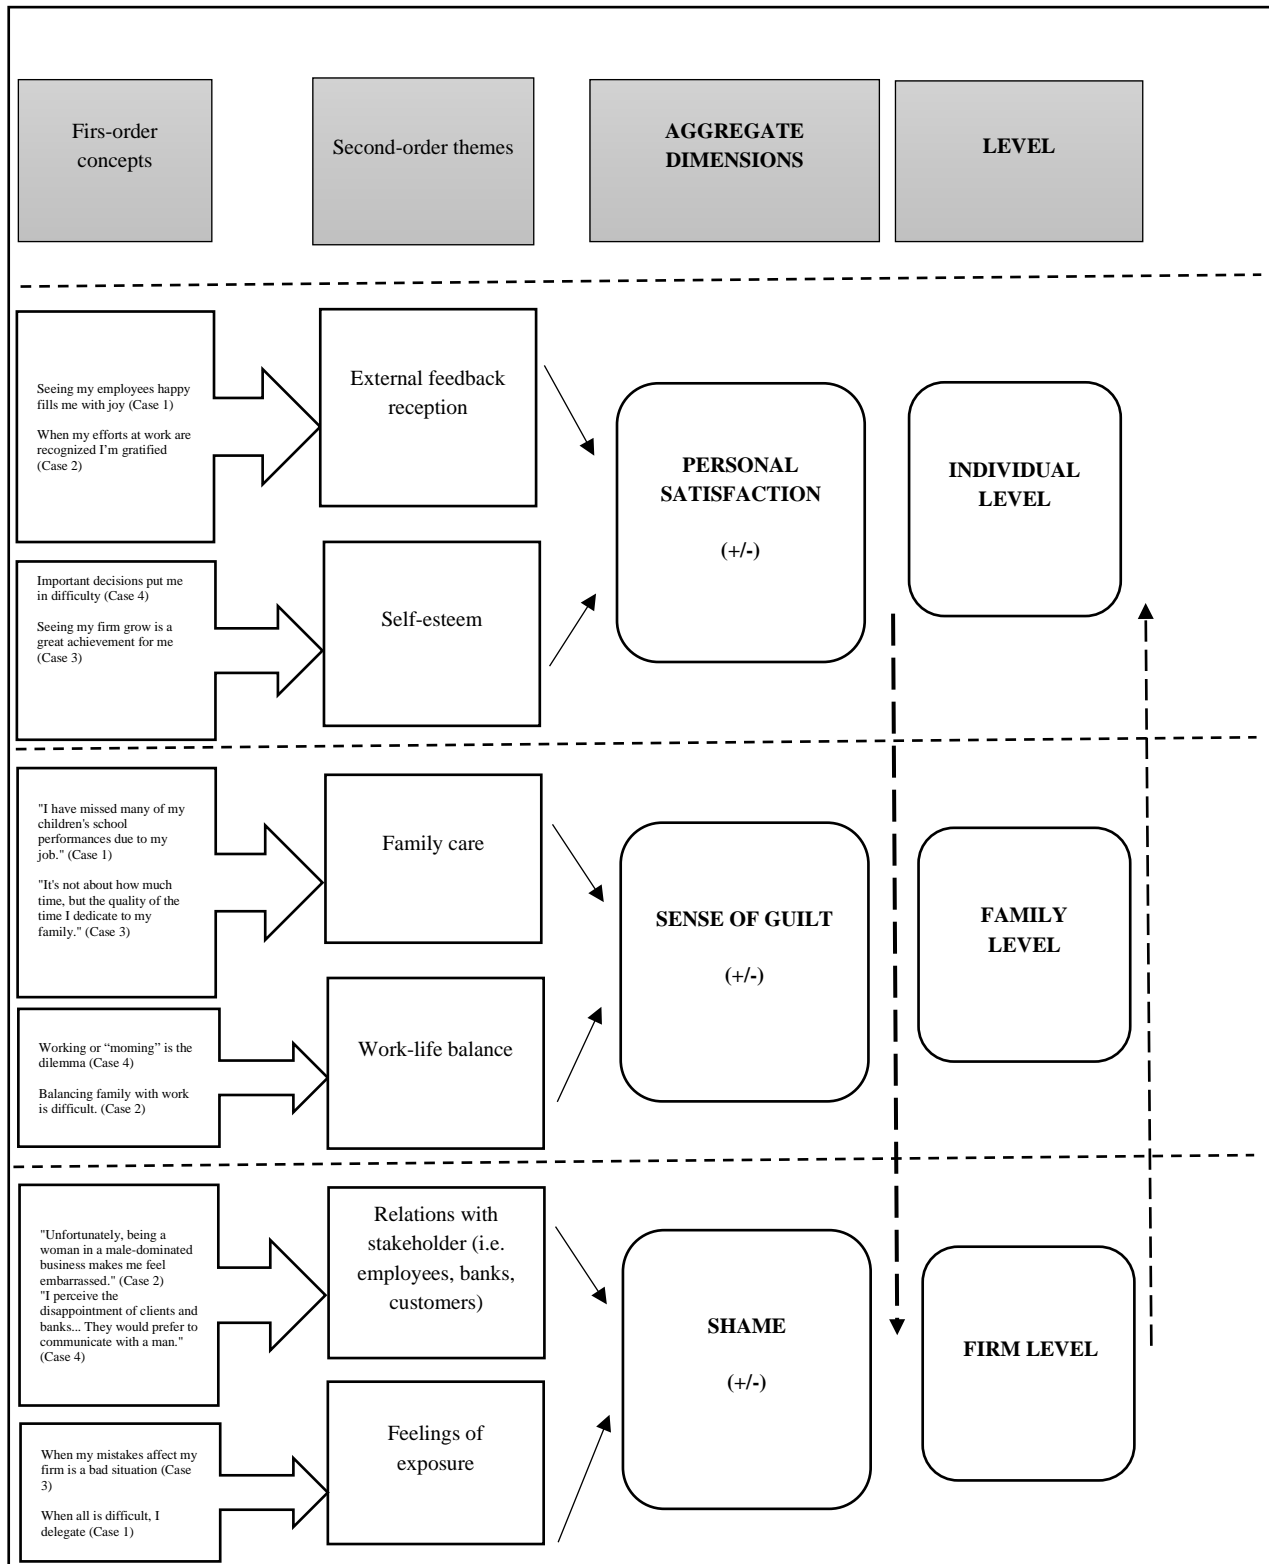 Firs-order
concepts
Second-order themes
AGGREGATE
DIMENSIONS
LEVEL
Seeing my employees happy
fills me with joy (Case 1)
When my efforts at work are
recognized I’m gratified
(Case 2)
External feedback
reception
Important decisions put me
in difficulty (Case 4)
Seeing my firm grow is a
great achievement for me
(Case 3)
Self-esteem
PERSONAL
SATISFACTION
(+/-)
INDIVIDUAL
LEVEL
"I have missed many of my
children's school
performances due to my
job." (Case 1)
"It's not about how much
time, but the quality of the
time I dedicate to my
family." (Case 3)
Family care
Working or “moming” is the
dilemma (Case 4)
Balancing family with work
is difficult. (Case 2)
Work-life balance
SENSE OF GUILT
(+/-)
FAMILY
LEVEL
"Unfortunately, being a
woman in a male-dominated
business makes me feel
embarrassed." (Case 2)
"I perceive the
disappointment of clients and
banks... They would prefer to
communicate with a man."
(Case 4)
Relations with
stakeholder (i.e.
employees, banks,
customers)
When my mistakes affect my
firm is a bad situation (Case
3)
When all is difficult, I
delegate (Case 1)
Feelings of
exposure
SHAME
(+/-)
FIRM LEVEL